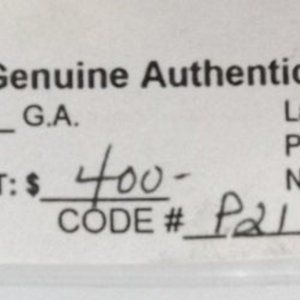 Genuine Authentic
G.A. L
P
T: $ 400- N
CODE # P21